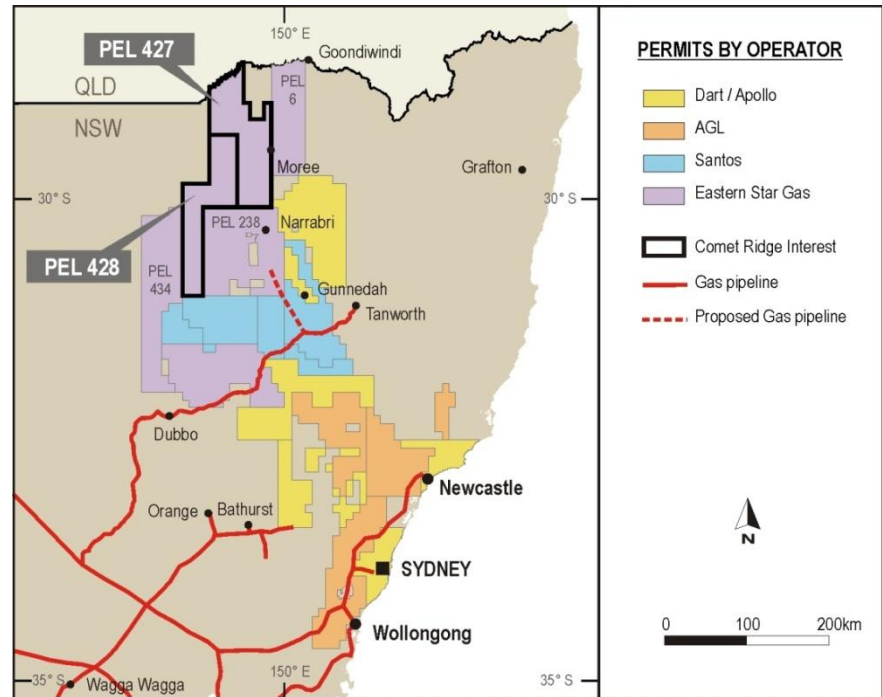 150° E
Goondiwindi
PEL 427
QLD
NSW
PEL
6
Moree
Grafton
30° S
30° S
PEL 238
Narrabri
PEL 428
PEL
434
Gunnedah
Tanworth
Dubbo
Newcastle
Orange
Bathurst
SYDNEY
Wollongong
150° E
35° S
35° S
Wagga Wagga
PERMITS BY OPERATOR
Dart / Apollo
AGL
Santos
Eastern Star Gas
Comet Ridge Interest
Gas pipeline
Proposed Gas pipeline
N
0
100
200km